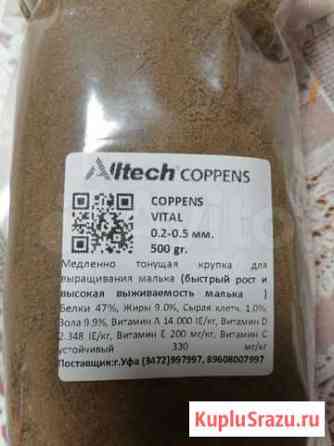 Alltech COPPENS
COPPENS
VITAL
0.2-0.5 мм.
500 gr.
Медленно тонущая крупка для
выращивания малька (быстрый рост и
высокая выживаемость малька )
Белки 47%, Жиры 9.0%, Сырая клетч. 1.0%,
Зола 9.9%, Витамин А 14.000 IE/кг, Витамин D
2.348 IE/кг, Витамин Е 200 мг/кг, Витамин С
устойчивый 330 мг/кг
Поставщик:г.Уфа (3472)997997, 89608007997
KupluSrazu.ru